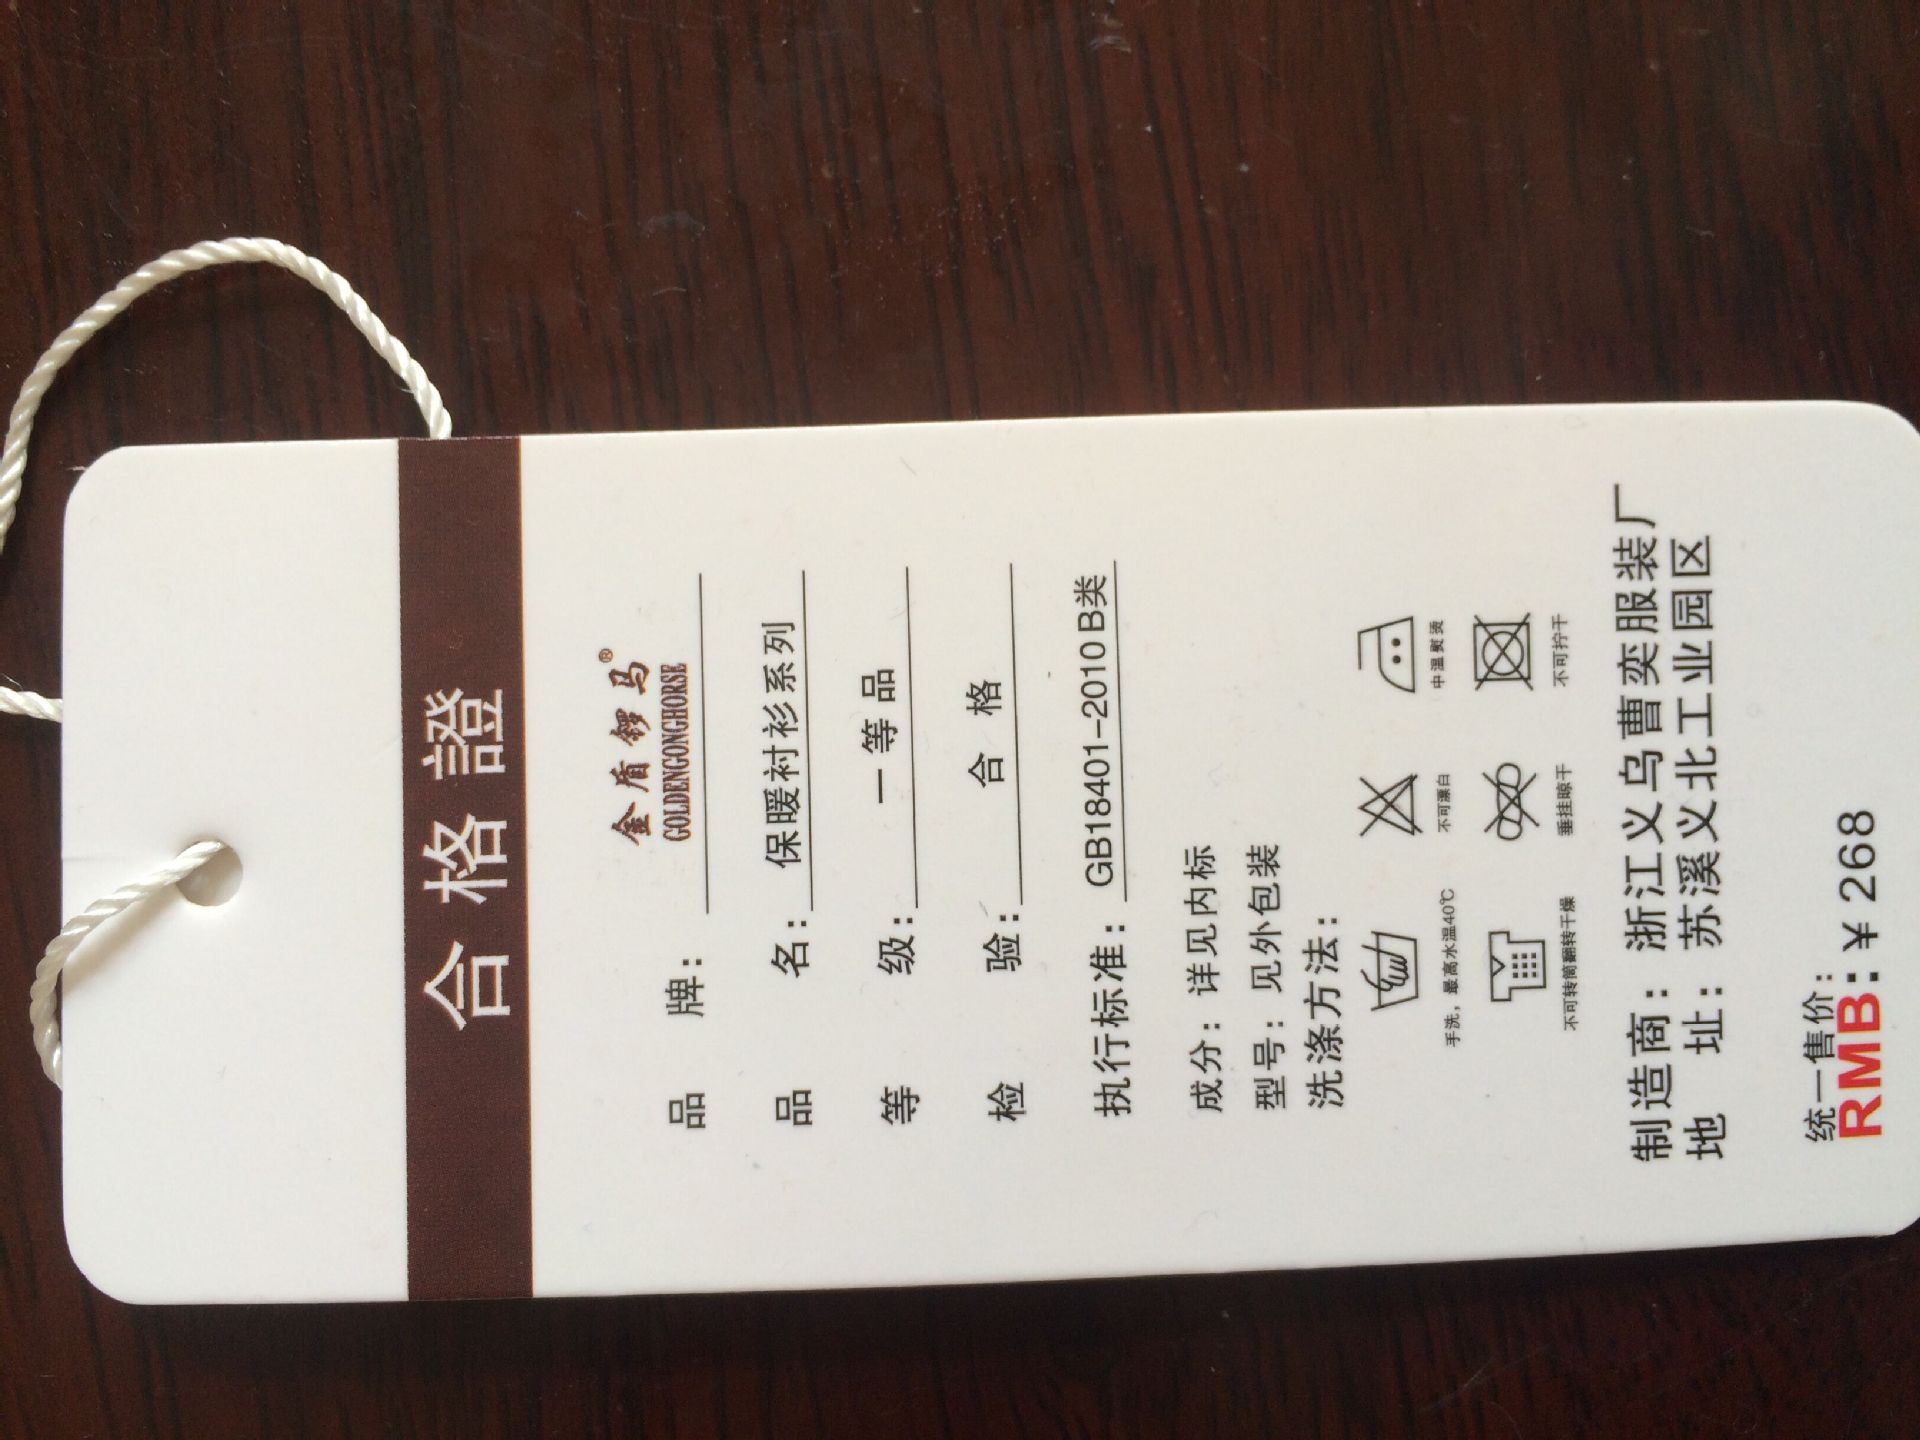 合格證
金盾锣马®
GOLDENGONGHORSE
品 牌：
品 名：保暖衬衫系列
等 级：一等品
检 验：合格
执行标准：GB18401-2010 B类
成分：详见内标
型号：见外包装
洗涤方法：
手洗，最高水温40℃ 不可漂白 中温熨烫
不可转筒翻转干燥 垂挂晾干 不可拧干
制造商：浙江义乌曹奕服装厂
地 址：苏溪义北工业园区
统一售价：
RMB:￥268